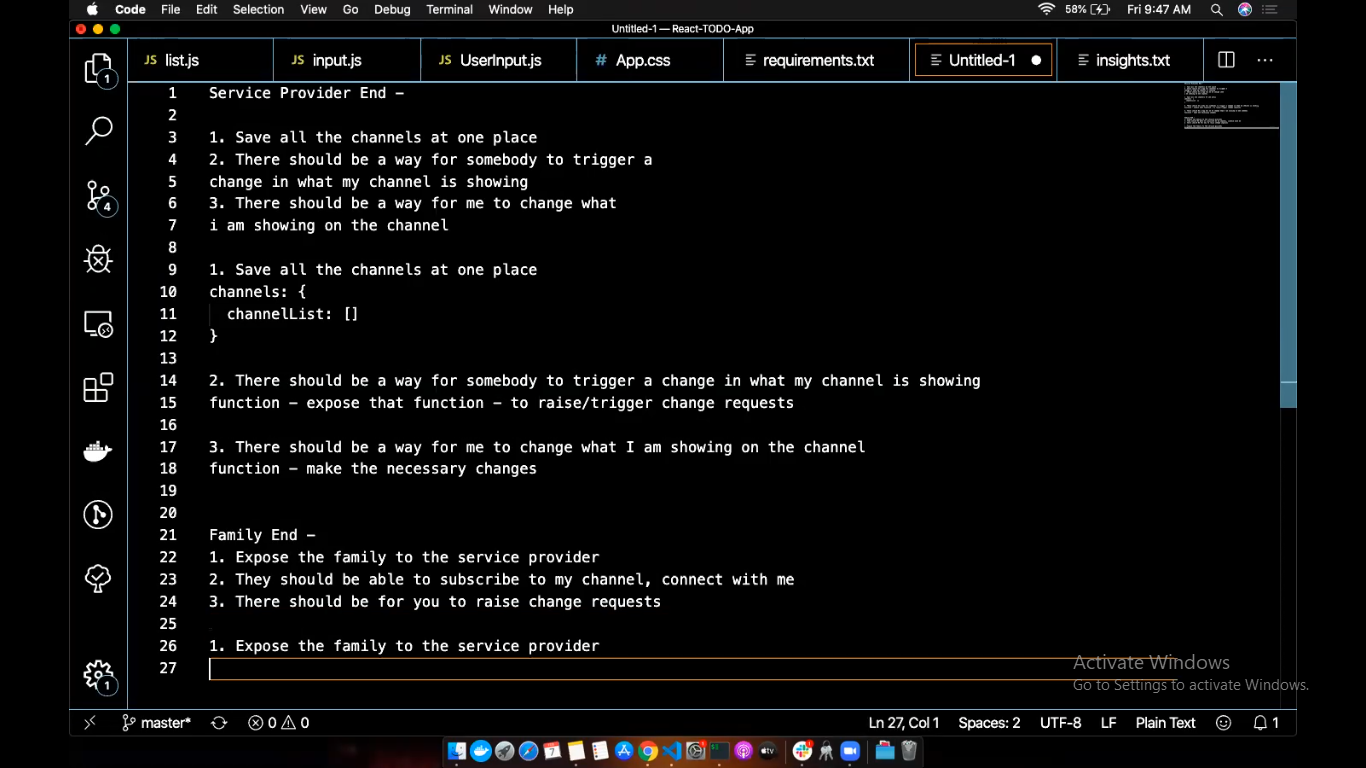 Code File Edit Selection View Go Debug Terminal Window Help 58% Fri 9:47 AM
Untitled-1 — React-TODO-App
JS list.js JS input.js JS UserInput.js # App.css requirements.txt Untitled-1 insights.txt
1 Service Provider End –
2
3 1. Save all the channels at one place
4 2. There should be a way for somebody to trigger a
5 change in what my channel is showing
6 3. There should be a way for me to change what
7 i am showing on the channel
8
9 1. Save all the channels at one place
10 channels: {
11 channelList: []
12 }
13
14 2. There should be a way for somebody to trigger a change in what my channel is showing
15 function – expose that function – to raise/trigger change requests
16
17 3. There should be a way for me to change what I am showing on the channel
18 function – make the necessary changes
19
20
21 Family End –
22 1. Expose the family to the service provider
23 2. They should be able to subscribe to my channel, connect with me
24 3. There should be for you to raise change requests
25
26 1. Expose the family to the service provider
27
1
4
1
Activate Windows
Go to Settings to activate Windows.
master* 0 0 Ln 27, Col 1 Spaces: 2 UTF-8 LF Plain Text 1